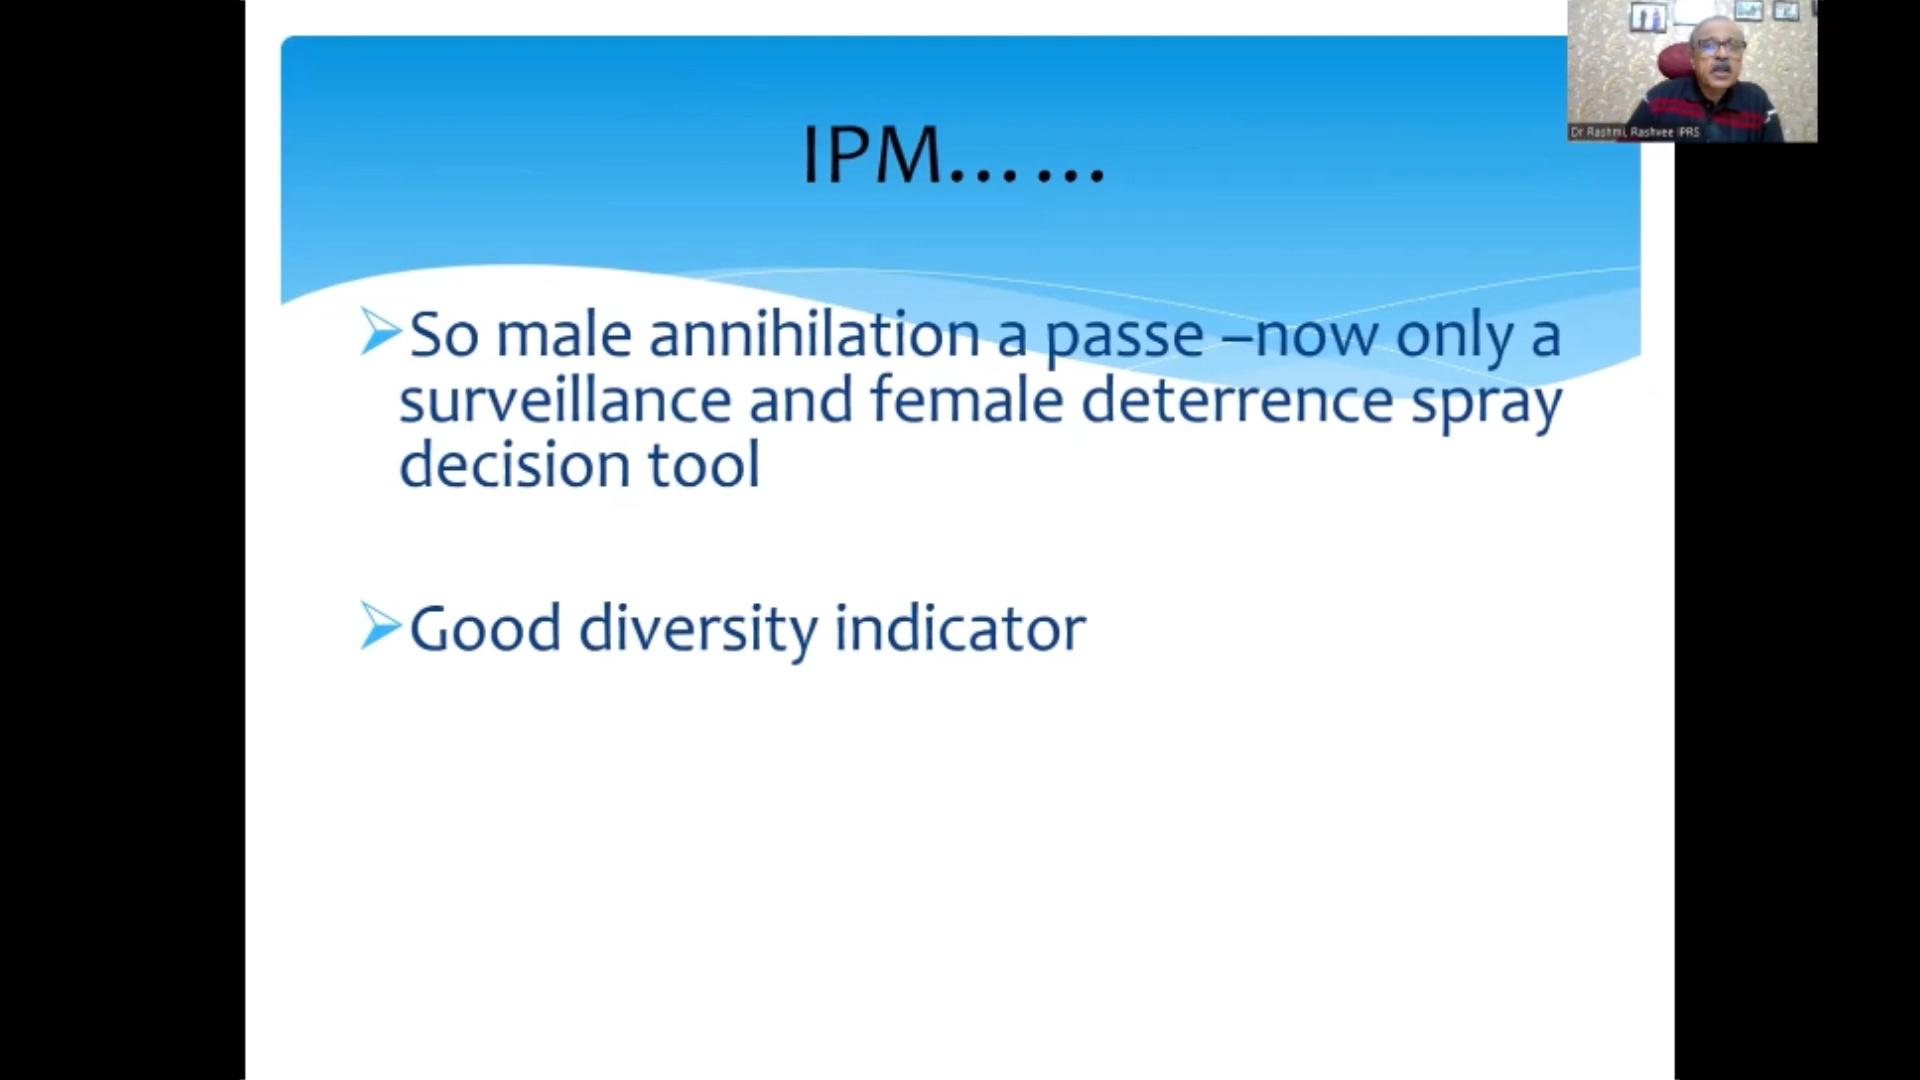 IPM......
So male annihilation a passe –now only a
surveillance and female deterrence spray
decision tool
Good diversity indicator
Dr Rashmi, Rashvee IPRS